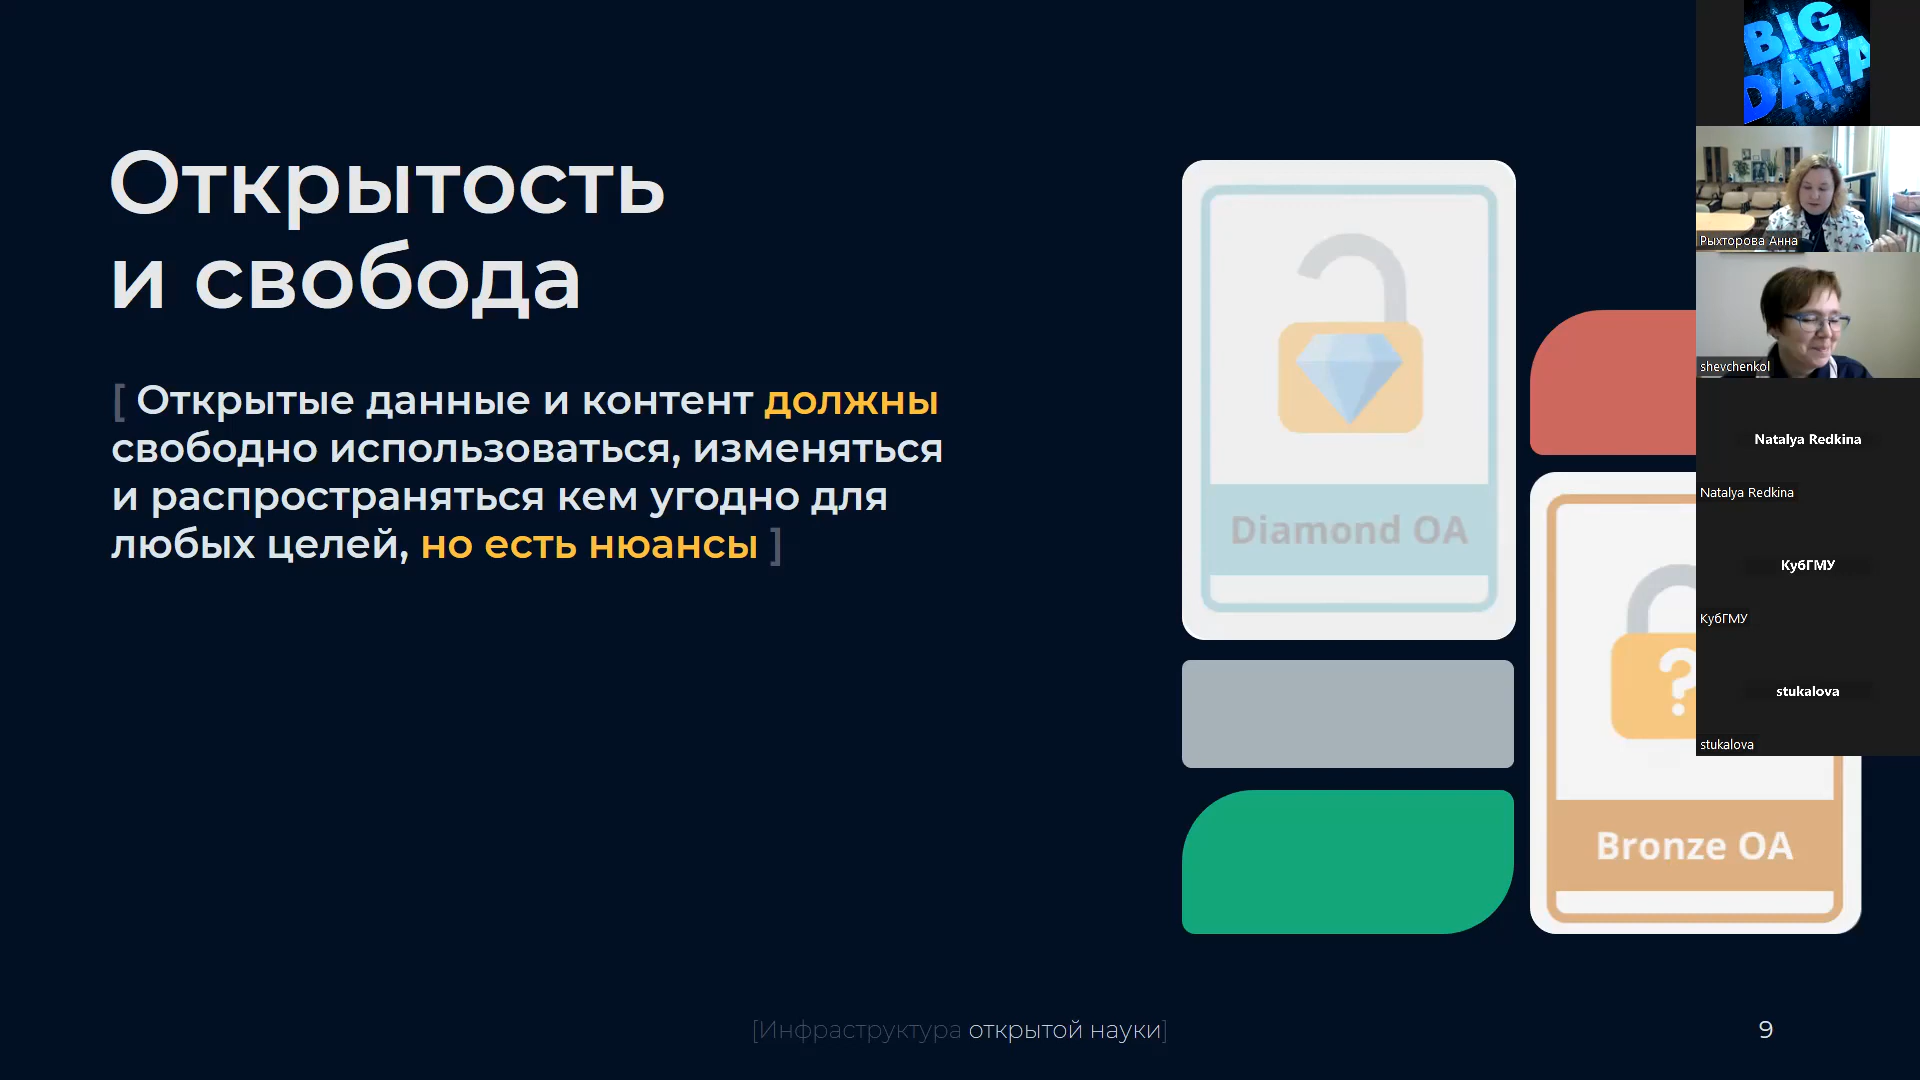 Открытость
и свобода
[ Открытые данные и контент должны
свободно использоваться, изменяться
и распространяться кем угодно для
любых целей, но есть нюансы ]
Diamond OA
?
Bronze OA
[Инфраструктура открытой науки]
9
BIG
DATA
Рыхторова Анна
shevchenkol
Natalya Redkina
Natalya Redkina
КубГМУ
КубГМУ
stukalova
stukalova